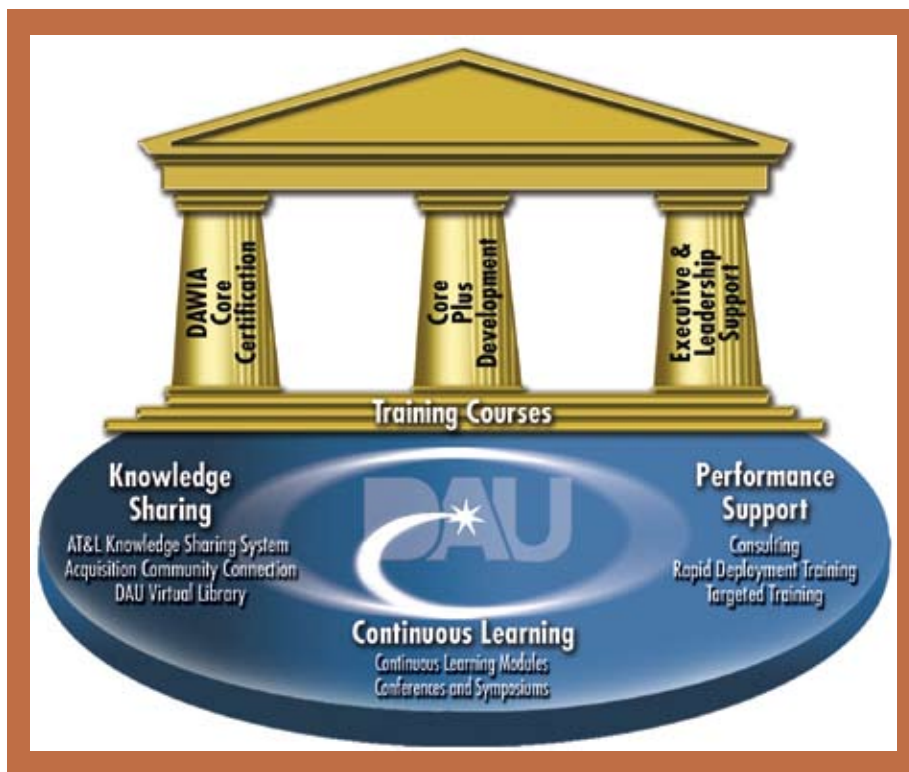 DAWIA
Core
Certification
Core
Plus
Development
Executive &
Leadership
Support
Training Courses
Knowledge
Sharing
AT&L Knowledge Sharing System
Acquisition Community Connection
DAU Virtual Library
DAU
Performance
Support
Consulting
Rapid Deployment Training
Targeted Training
Continuous Learning
Continuous Learning Modules
Conferences and Symposiums